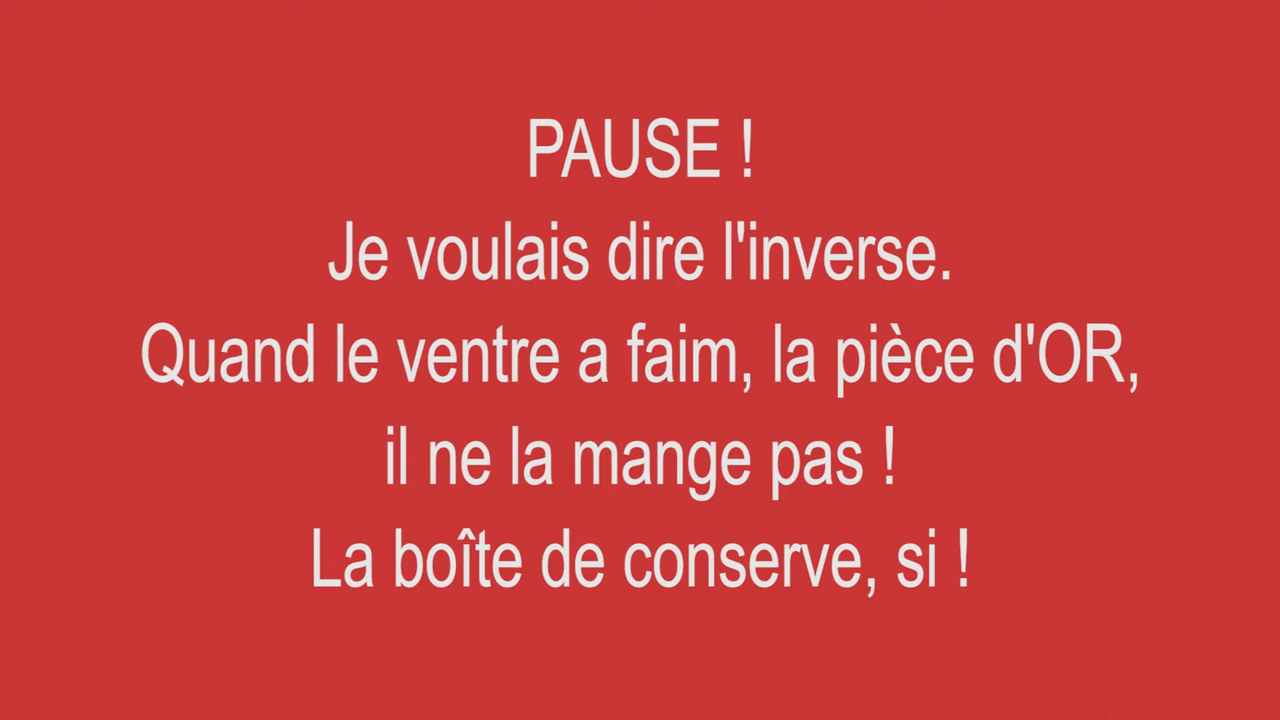 PAUSE !
Je voulais dire l'inverse.
Quand le ventre a faim, la pièce d'OR,
il ne la mange pas !
La boîte de conserve, si !